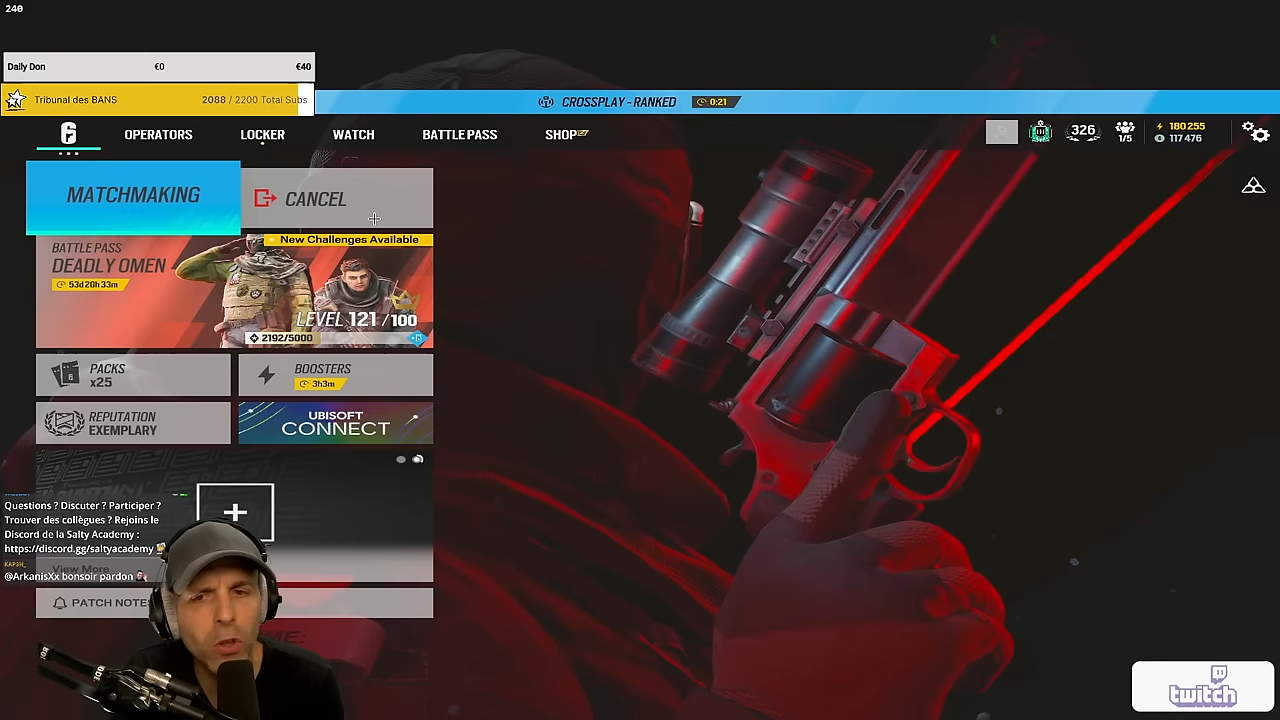 240
Daily Don €0 €40
Tribunal des BANS 2088 / 2200 Total Subs
CROSSPLAY - RANKED 0:21
OPERATORS LOCKER WATCH BATTLE PASS SHOP
326 1/5 180 255
117 476
MATCHMAKING CANCEL
New Challenges Available
BATTLE PASS
DEADLY OMEN
53d20h33m
LEVEL 121 / 100
2192/5000
PACKS
x25
BOOSTERS
3h3m
REPUTATION
EXEMPLARY
UBISOFT
CONNECT
Questions ? Discuter ? Participer ?
Trouver des collègues ? Rejoins le
Discord de la Salty Academy :
https://discord.gg/saltyacademy
View More
@ArkanisXx bonsoir pardon
PATCH NOTES
twitch